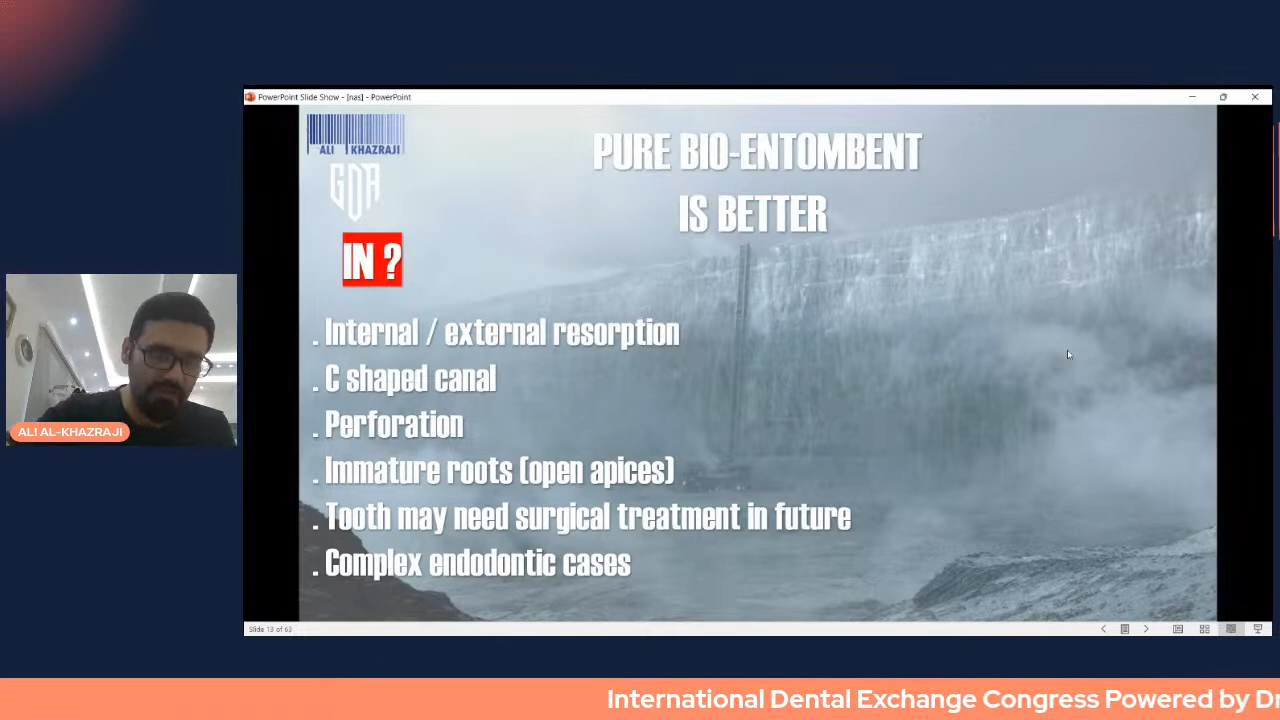 PowerPoint Slide Show - [nas] - PowerPoint
ALI KHAZRAJI
GDA
PURE BIO-ENTOMBENT
IS BETTER
IN ?
. Internal / external resorption
. C shaped canal
. Perforation
. Immature roots (open apices)
. Tooth may need surgical treatment in future
. Complex endodontic cases
ALI AL-KHAZRAJI
Slide 13 of 63
International Dental Exchange Congress Powered by Dr